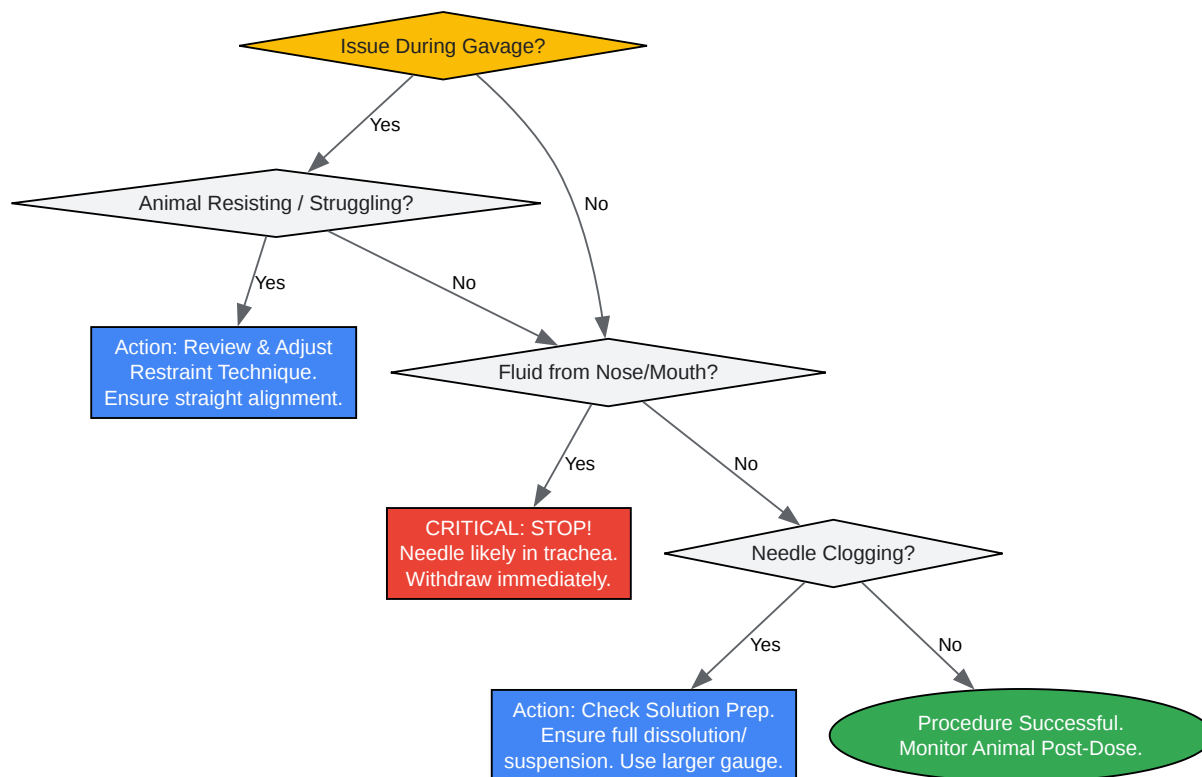 Issue During Gavage?
Yes
No
Animal Resisting / Struggling?
Yes
No
Action: Review & Adjust
Restraint Technique.
Ensure straight alignment.
Fluid from Nose/Mouth?
Yes
No
CRITICAL: STOP!
Needle likely in trachea.
Withdraw immediately.
Needle Clogging?
Yes
No
Action: Check Solution Prep.
Ensure full dissolution/
suspension. Use larger gauge.
Procedure Successful.
Monitor Animal Post-Dose.